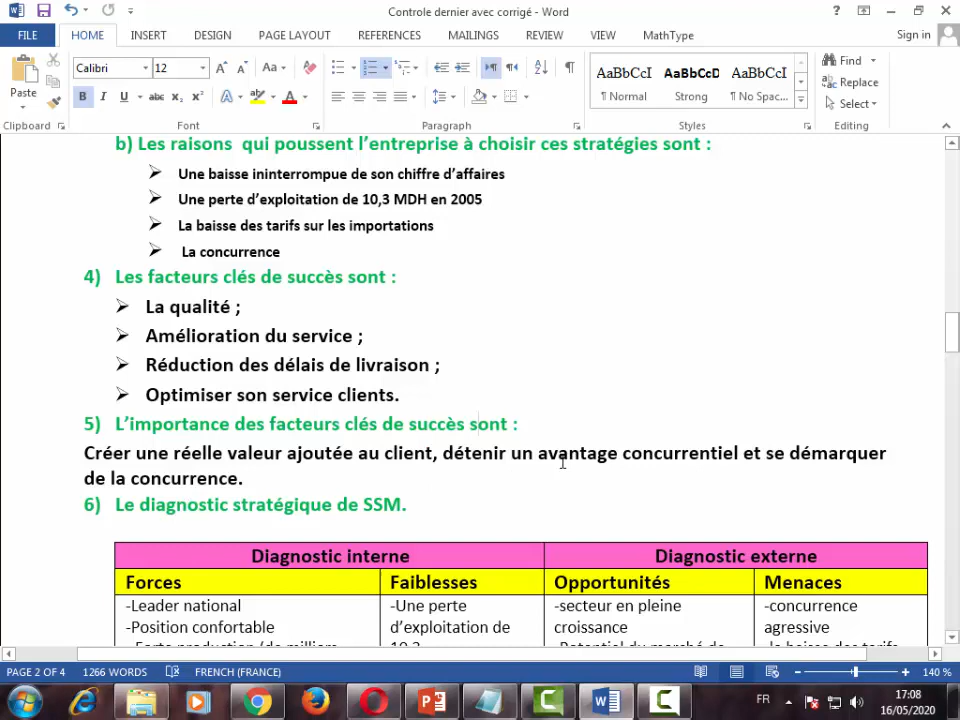 Controle dernier avec corrigé - Word
FILE HOME INSERT DESIGN PAGE LAYOUT REFERENCES MAILINGS REVIEW VIEW MathType Sign in
Paste
Calibri 12
Find
Replace
Select
AaBbCcI AaBbCcD AaBbCcI
¶ Normal Strong ¶ No Spac...
Clipboard Font Paragraph Styles Editing
b) Les raisons qui poussent l’entreprise à choisir ces stratégies sont :
Une baisse ininterrompue de son chiffre d’affaires
Une perte d’exploitation de 10,3 MDH en 2005
La baisse des tarifs sur les importations
La concurrence
4) Les facteurs clés de succès sont :
La qualité ;
Amélioration du service ;
Réduction des délais de livraison ;
Optimiser son service clients.
5) L’importance des facteurs clés de succès sont :
Créer une réelle valeur ajoutée au client, détenir un avantage concurrentiel et se démarquer
de la concurrence.
6) Le diagnostic stratégique de SSM.
Diagnostic interne Diagnostic externe
Forces Faiblesses Opportunités Menaces
-Leader national -Une perte -secteur en pleine -concurrence
-Position confortable d’exploitation de croissance agressive
PAGE 2 OF 4 1266 WORDS FRENCH (FRANCE) 140 %
FR 17:08
16/05/2020